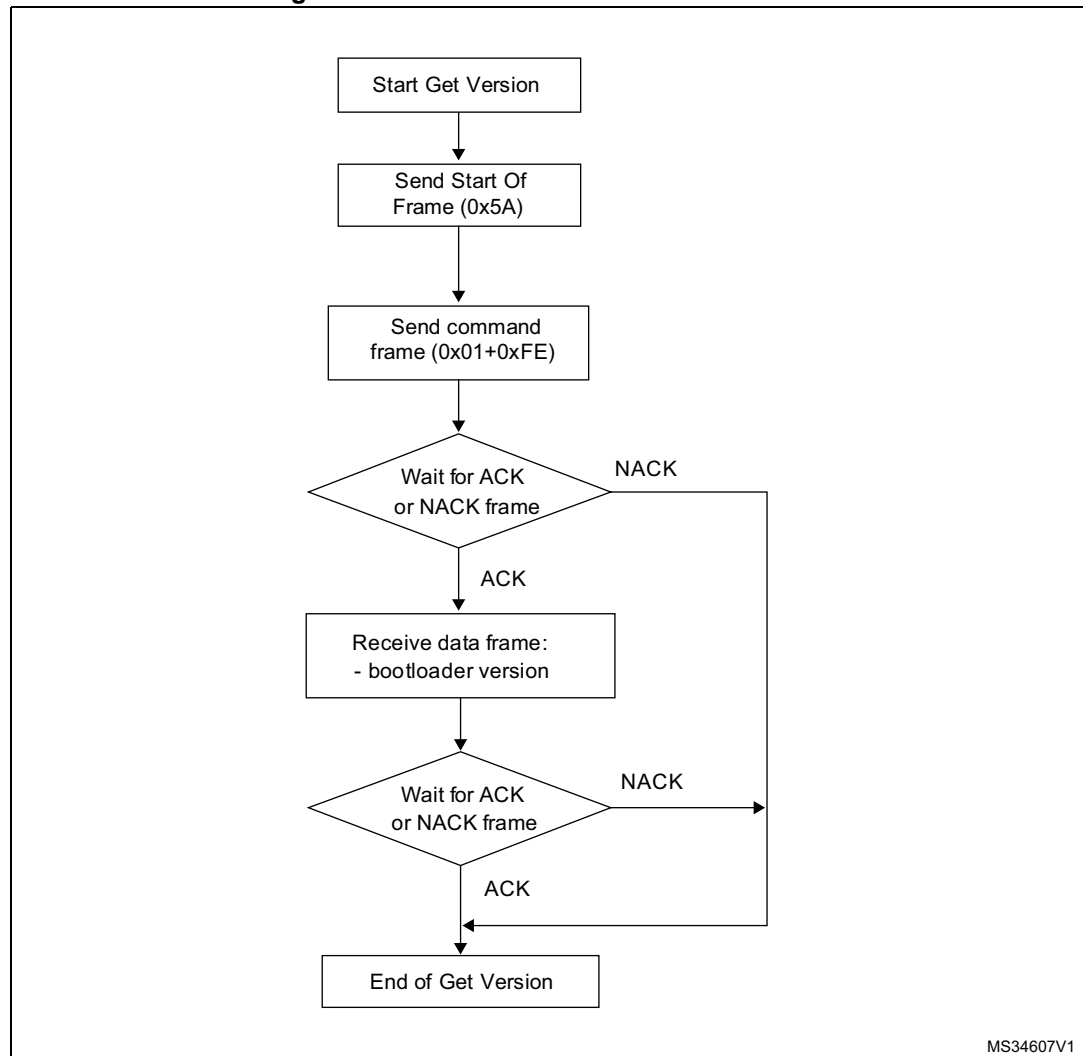 Start Get Version
Send Start Of
Frame (0x5A)
Send command
frame (0x01+0xFE)
Wait for ACK
or NACK frame
NACK
ACK
Receive data frame:
- bootloader version
Wait for ACK
or NACK frame
NACK
ACK
End of Get Version
MS34607V1